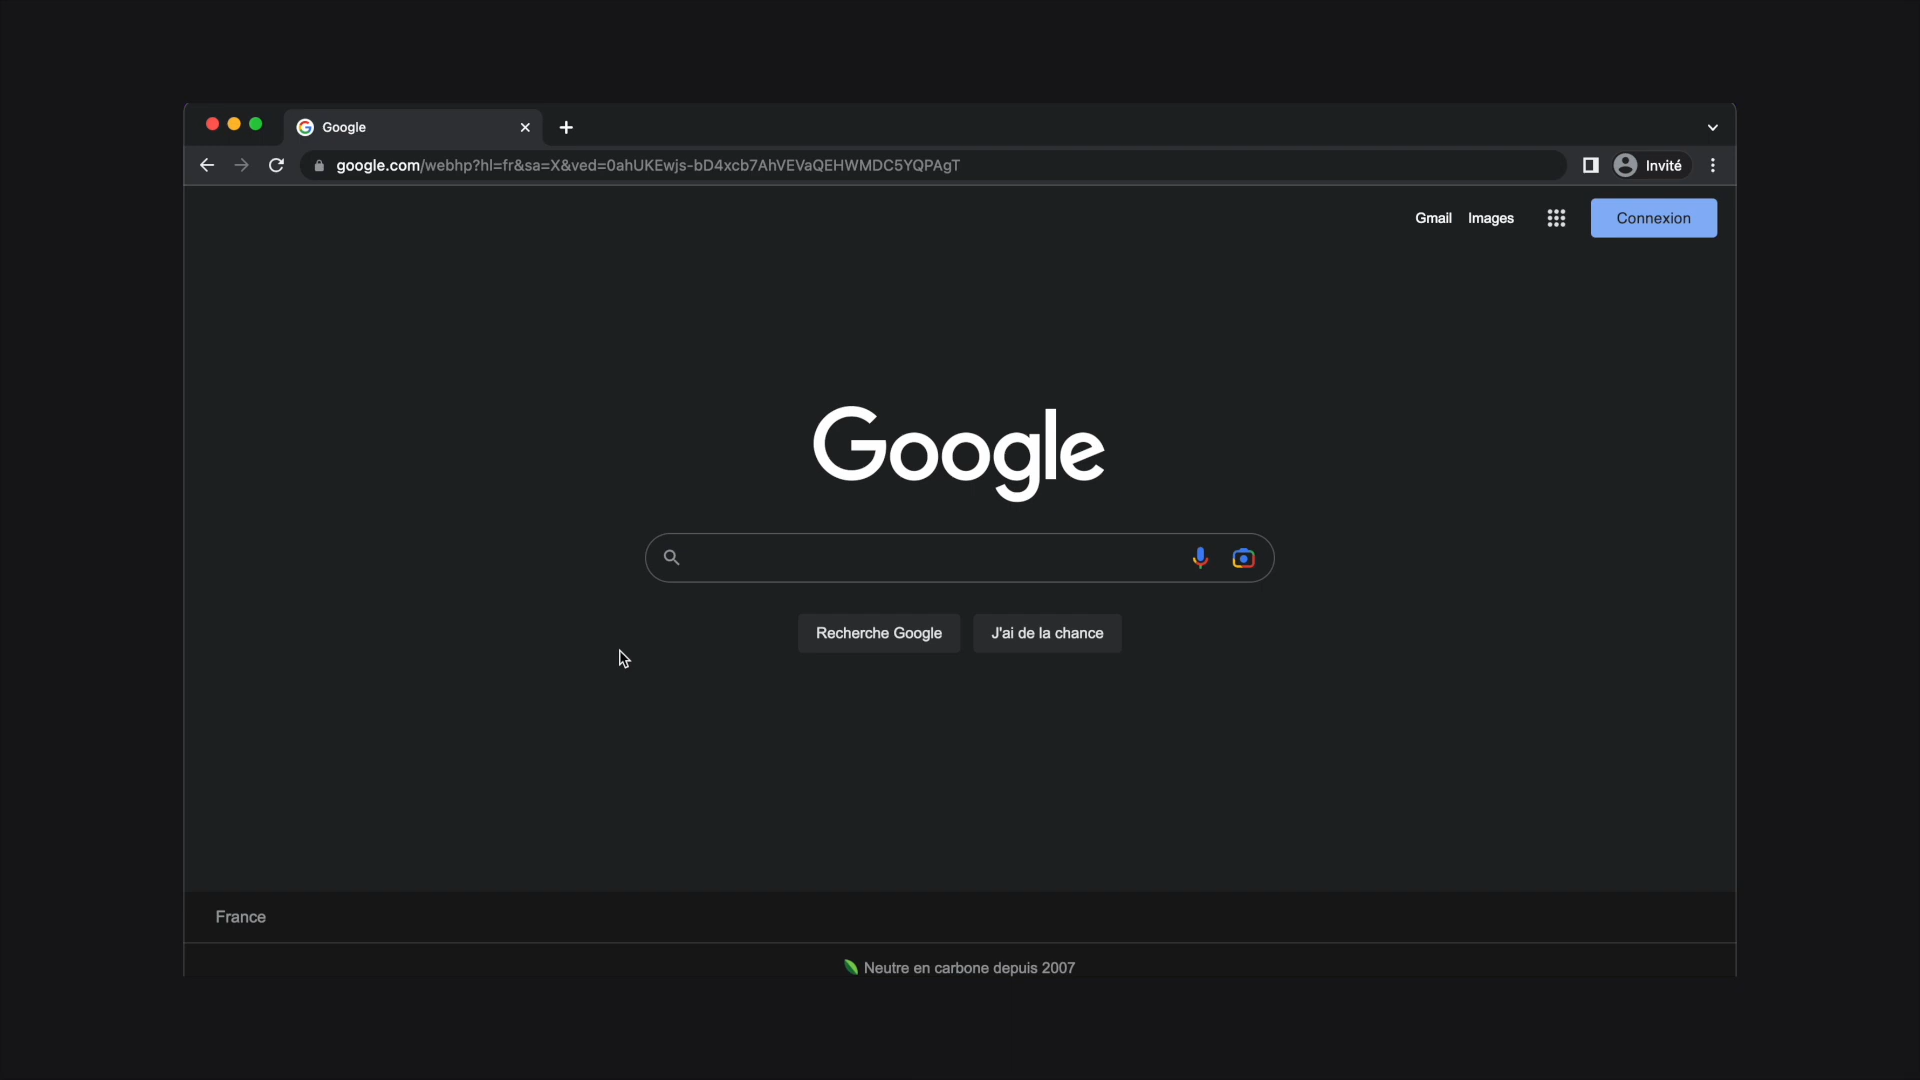 Google
google.com/webhp?hl=fr&sa=X&ved=0ahUKEwjs-bD4xcb7AhVEVaQEHWMDC5YQPAgT
Invité
Gmail Images Connexion
Google
Recherche Google J'ai de la chance
France
Neutre en carbone depuis 2007